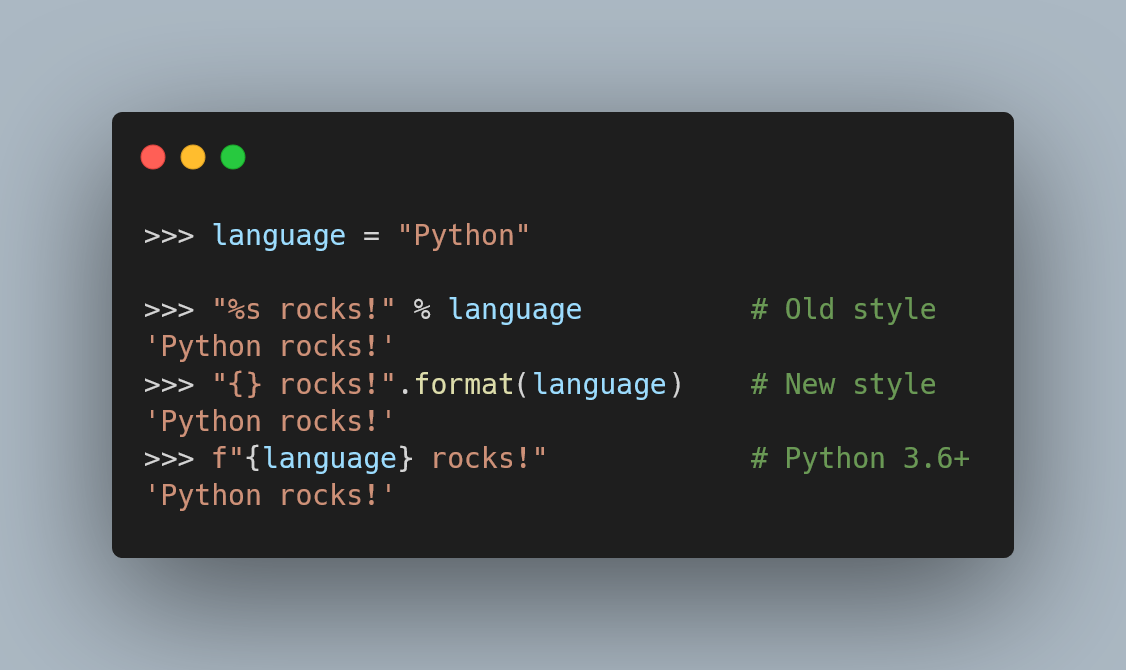 >>> language = "Python"
>>> "%s rocks!" % language          # Old style
'Python rocks!'
>>> "{} rocks!".format(language)    # New style
'Python rocks!'
>>> f"{language} rocks!"            # Python 3.6+
'Python rocks!'